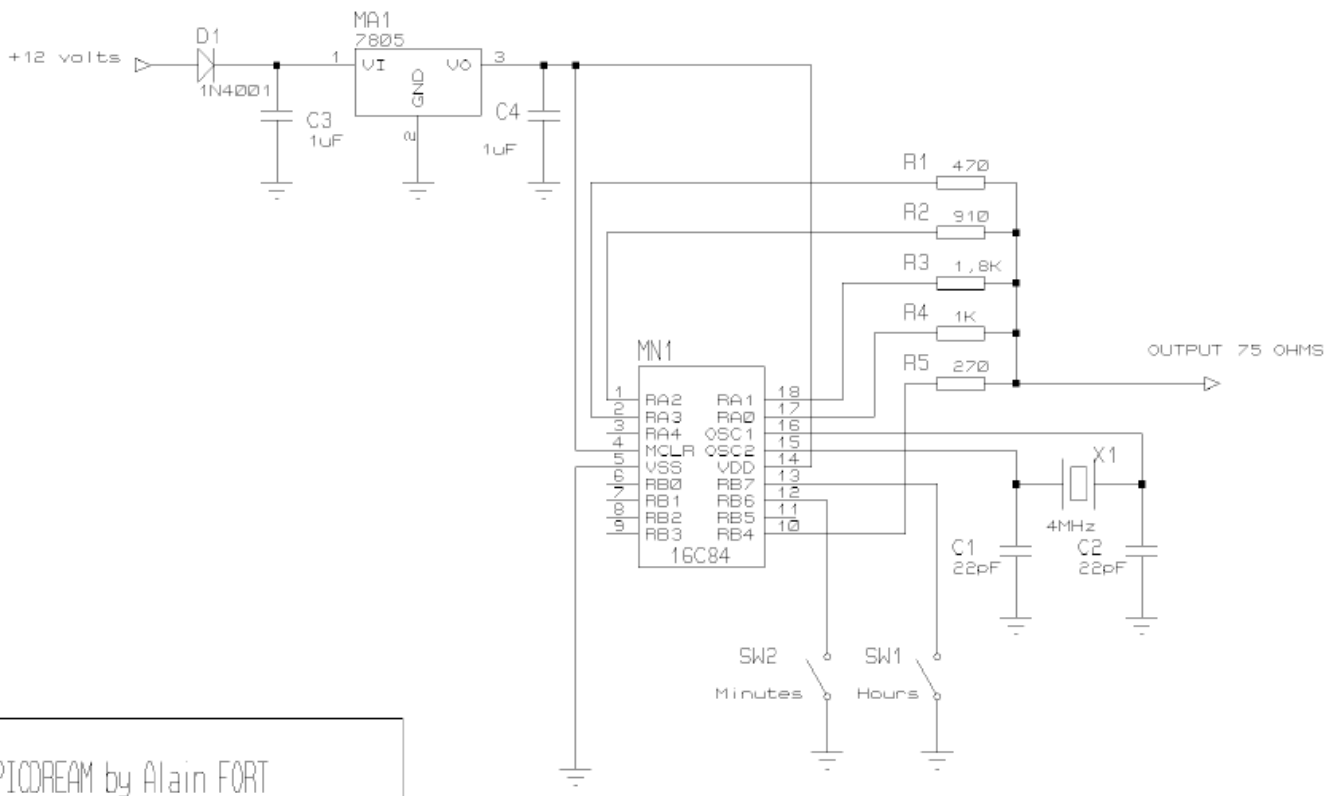 +12 volts
D1
1N4001
MA1
7805
1
VI
VO
3
GND
2
C3
1uF
C4
1uF
R1 470
R2 910
R3 1,8K
R4 1K
R5 270
OUTPUT 75 OHMS
MN1
1 RA2 RA1 18
2 RA3 RA0 17
3 RA4 OSC1 16
4 MCLR OSC2 15
5 VSS VDD 14
6 RB0 RB7 13
7 RB1 RB6 12
8 RB2 RB5 11
9 RB3 RB4 10
16C84
X1
4MHz
C1
22pF
C2
22pF
SW2
Minutes
SW1
Hours
PICDREAM by Alain FORT